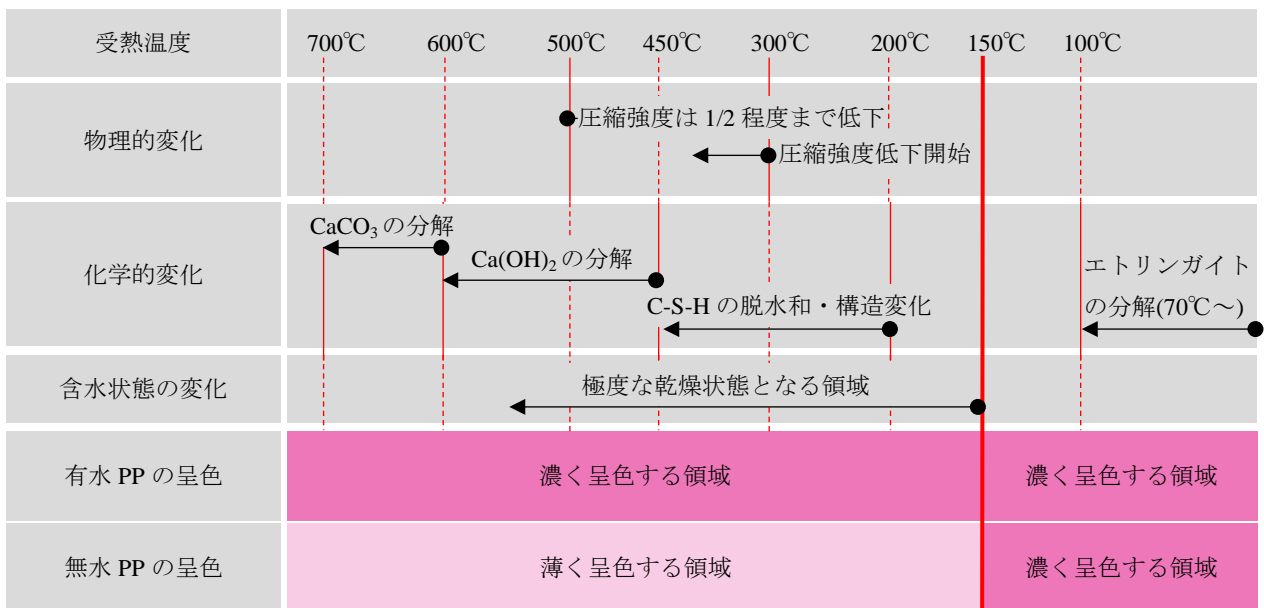 受熱温度 700℃ 600℃ 500℃ 450℃ 300℃ 200℃ 150℃ 100℃
物理的変化
圧縮強度は 1/2 程度まで低下
圧縮強度低下開始
化学的変化
CaCO₃の分解
Ca(OH)₂の分解
C-S-H の脱水和・構造変化
エトリンガイト
の分解(70℃～)
含水状態の変化
極度な乾燥状態となる領域
有水 PP の呈色 濃く呈色する領域 濃く呈色する領域
無水 PP の呈色 薄く呈色する領域 濃く呈色する領域